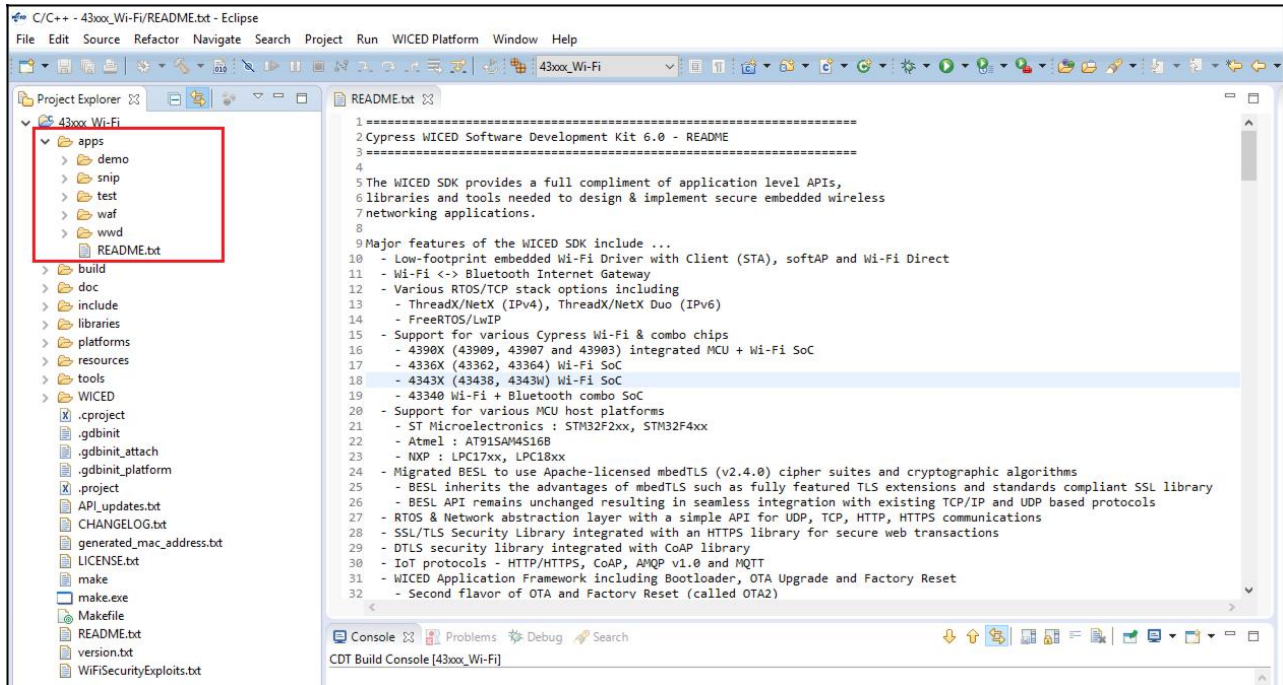 C/C++ - 43xxx_Wi-Fi/README.txt - Eclipse
File Edit Source Refactor Navigate Search Project Run WICED Platform Window Help
43xxx_Wi-Fi
Project Explorer
43xxx_Wi-Fi
apps
demo
snip
test
waf
wwd
README.txt
build
doc
include
libraries
platforms
resources
tools
WICED
.cproject
.gdbinit
.gdbinit_attach
.gdbinit_platform
.project
API_updates.txt
CHANGELOG.txt
generated_mac_address.txt
LICENSE.txt
make
make.exe
Makefile
README.txt
version.txt
WiFiSecurityExploits.txt
README.txt
1 ======================================================================
2 Cypress WICED Software Development Kit 6.0 - README
3 ======================================================================
4
5 The WICED SDK provides a full compliment of application level APIs,
6 libraries and tools needed to design & implement secure embedded wireless
7 networking applications.
8
9 Major features of the WICED SDK include ...
10 - Low-footprint embedded Wi-Fi Driver with Client (STA), softAP and Wi-Fi Direct
11 - Wi-Fi <-> Bluetooth Internet Gateway
12 - Various RTOS/TCP stack options including
13 - ThreadX/NetX (IPv4), ThreadX/NetX Duo (IPv6)
14 - FreeRTOS/LwIP
15 - Support for various Cypress Wi-Fi & combo chips
16 - 4390X (43909, 43907 and 43903) integrated MCU + Wi-Fi SoC
17 - 4336X (43362, 43364) Wi-Fi SoC
18 - 4343X (43438, 4343W) Wi-Fi SoC
19 - 43340 Wi-Fi + Bluetooth combo SoC
20 - Support for various MCU host platforms
21 - ST Microelectronics : STM32F2xx, STM32F4xx
22 - Atmel : AT91SAM4S16B
23 - NXP : LPC17xx, LPC18xx
24 - Migrated BESL to use Apache-licensed mbedTLS (v2.4.0) cipher suites and cryptographic algorithms
25 - BESL inherits the advantages of mbedTLS such as fully featured TLS extensions and standards compliant SSL library
26 - BESL API remains unchanged resulting in seamless integration with existing TCP/IP and UDP based protocols
27 - RTOS & Network abstraction layer with a simple API for UDP, TCP, HTTP, HTTPS communications
28 - SSL/TLS Security Library integrated with an HTTPS library for secure web transactions
29 - DTLS security library integrated with CoAP library
30 - IoT protocols - HTTP/HTTPS, CoAP, AMQP v1.0 and MQTT
31 - WICED Application Framework including Bootloader, OTA Upgrade and Factory Reset
32 - Second flavor of OTA and Factory Reset (called OTA2)
Console Problems Debug Search
CDT Build Console [43xxx_Wi-Fi]